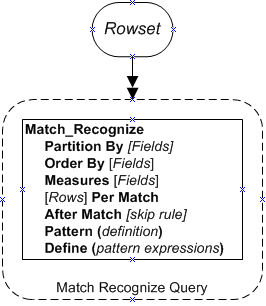 Rowset
Match_Recognize
Partition By [Fields]
Order By [Fields]
Measures [Fields]
[Rows] Per Match
After Match [skip rule]
Pattern (definition)
Define (pattern expressions)
Match Recognize Query